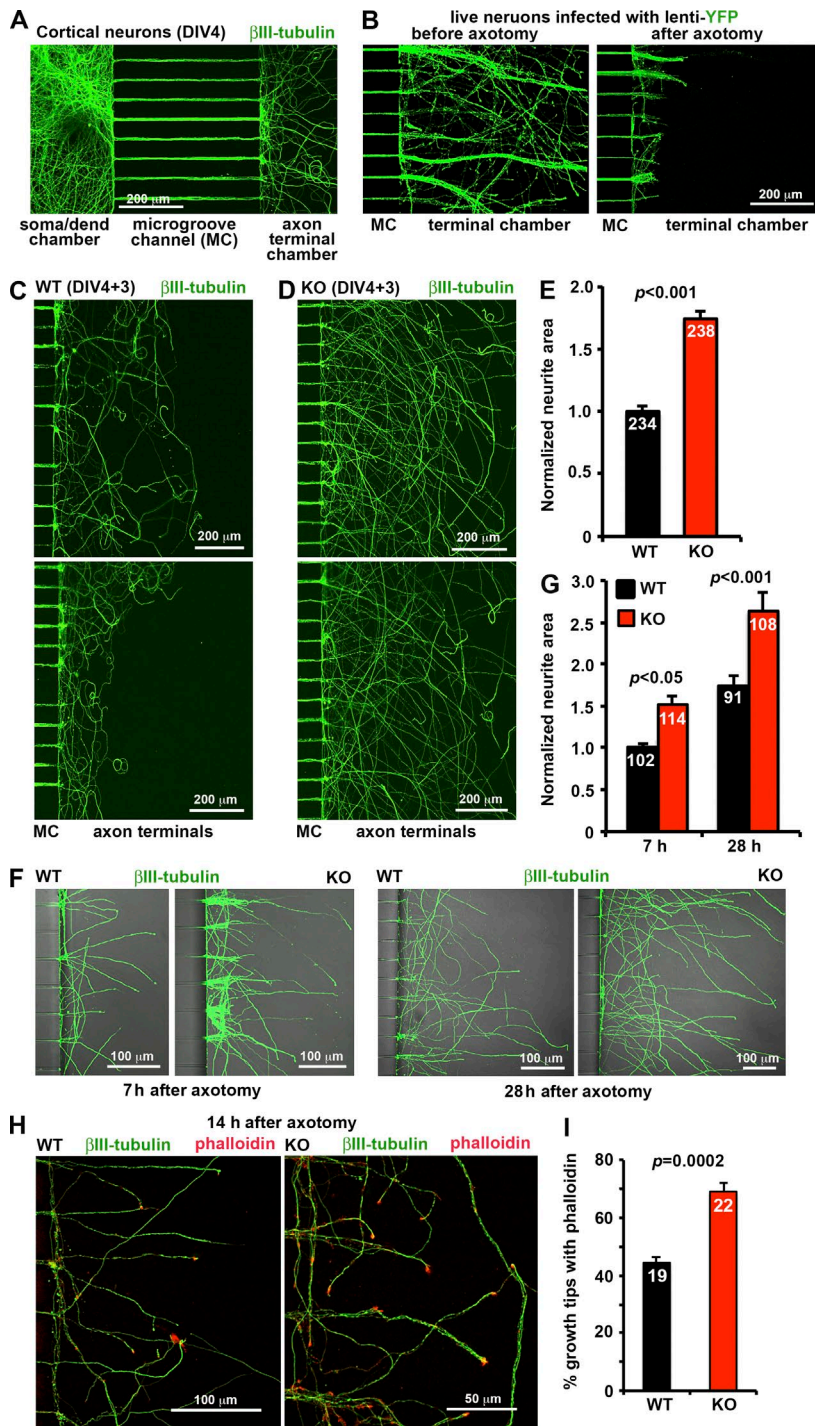 A
Cortical neurons (DIV4) βIII-tubulin
200 μm
soma/dend chamber
microgroove channel (MC)
axon terminal chamber
B
live neruons infected with lenti-YFP
before axotomy after axotomy
200 μm
MC terminal chamber MC terminal chamber
C WT (DIV4+3) βIII-tubulin
200 μm
200 μm
MC axon terminals
D KO (DIV4+3) βIII-tubulin
200 μm
200 μm
MC axon terminals
E
Normalized neurite area
2.0
1.5
1.0
1.5
0
p<0.001
234
238
WT KO
G
Normalized neurite area
3.0
2.5
2.0
1.5
1.0
0.5
0
WT
KO
p<0.05
p<0.001
102
114
91
108
7 h 28 h
F
WT βIII-tubulin KO
100 μm
100 μm
7 h after axotomy
WT βIII-tubulin KO
100 μm
100 μm
28 h after axotomy
H
14 h after axotomy
WT βIII-tubulin phalloidin KO βIII-tubulin phalloidin
100 μm
50 μm
I
% growth tips with phalloidin
80
60
40
20
0
p=0.0002
19
22
WT KO